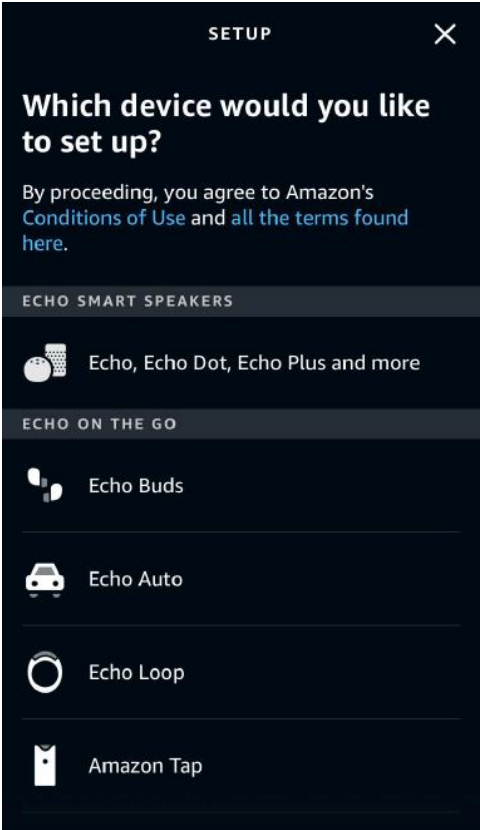 SETUP
Which device would you like
to set up?
By proceeding, you agree to Amazon's
Conditions of Use and all the terms found
here.
ECHO SMART SPEAKERS
Echo, Echo Dot, Echo Plus and more
ECHO ON THE GO
Echo Buds
Echo Auto
Echo Loop
Amazon Tap